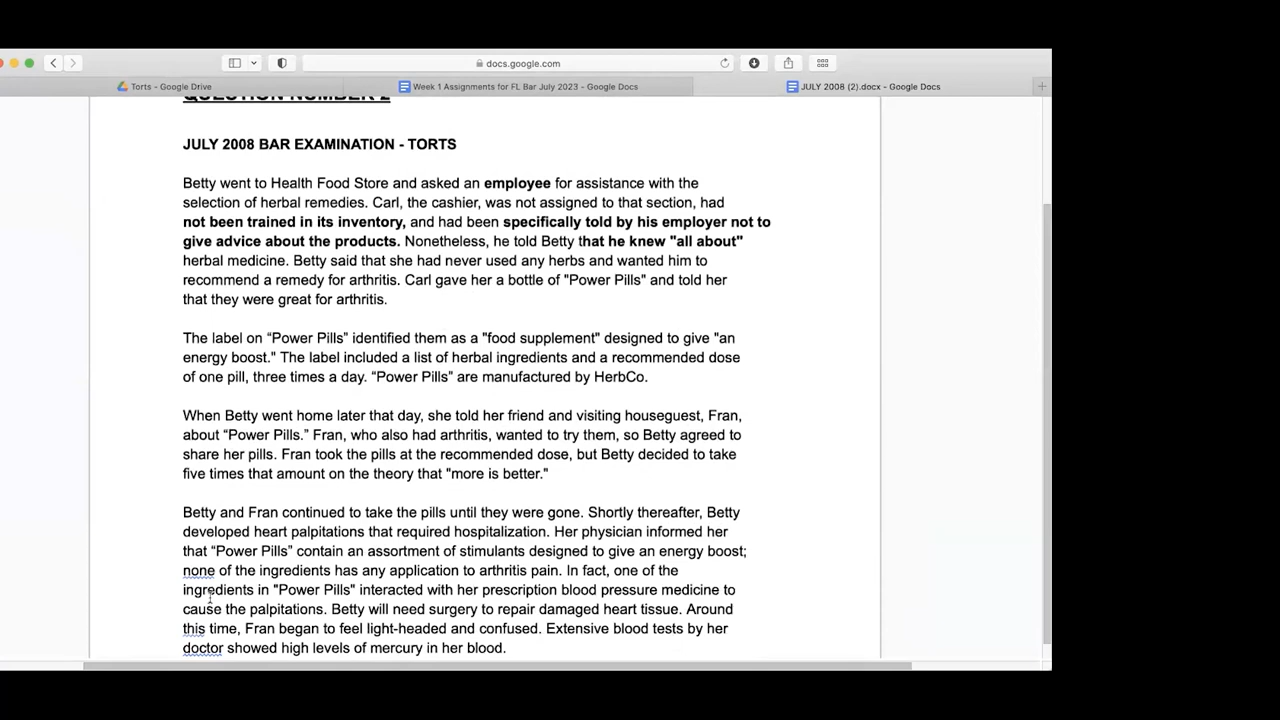 docs.google.com
Torts - Google Drive
Week 1 Assignments for FL Bar July 2023 - Google Docs
JULY 2008 (2).docx - Google Docs
QUESTION NUMBER 2
JULY 2008 BAR EXAMINATION - TORTS
Betty went to Health Food Store and asked an employee for assistance with the
selection of herbal remedies. Carl, the cashier, was not assigned to that section, had
not been trained in its inventory, and had been specifically told by his employer not to
give advice about the products. Nonetheless, he told Betty that he knew "all about"
herbal medicine. Betty said that she had never used any herbs and wanted him to
recommend a remedy for arthritis. Carl gave her a bottle of "Power Pills" and told her
that they were great for arthritis.
The label on “Power Pills” identified them as a "food supplement" designed to give "an
energy boost." The label included a list of herbal ingredients and a recommended dose
of one pill, three times a day. “Power Pills” are manufactured by HerbCo.
When Betty went home later that day, she told her friend and visiting houseguest, Fran,
about “Power Pills.” Fran, who also had arthritis, wanted to try them, so Betty agreed to
share her pills. Fran took the pills at the recommended dose, but Betty decided to take
five times that amount on the theory that "more is better."
Betty and Fran continued to take the pills until they were gone. Shortly thereafter, Betty
developed heart palpitations that required hospitalization. Her physician informed her
that “Power Pills” contain an assortment of stimulants designed to give an energy boost;
none of the ingredients has any application to arthritis pain. In fact, one of the
ingredients in "Power Pills" interacted with her prescription blood pressure medicine to
cause the palpitations. Betty will need surgery to repair damaged heart tissue. Around
this time, Fran began to feel light-headed and confused. Extensive blood tests by her
doctor showed high levels of mercury in her blood.